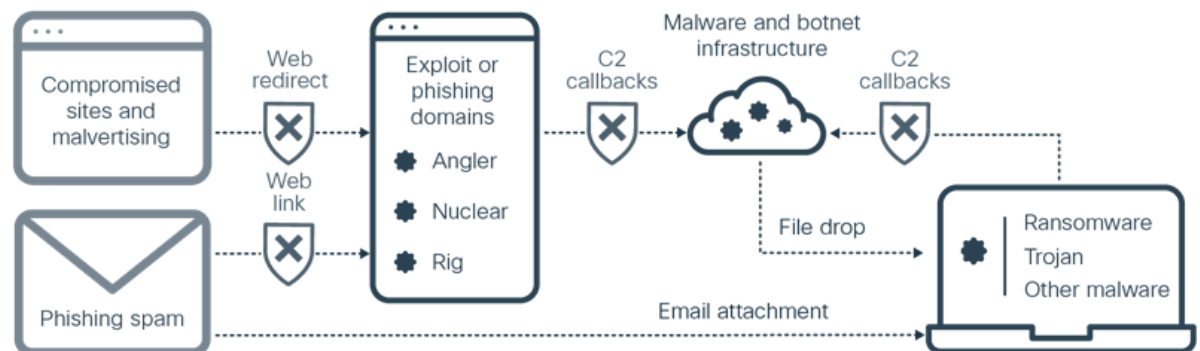 Compromised
sites and
malvertising
Web
redirect
Web
link
Phishing spam
Exploit or
phishing
domains
Angler
Nuclear
Rig
C2
callbacks
Malware and botnet
infrastructure
C2
callbacks
File drop
Email attachment
Ransomware
Trojan
Other malware